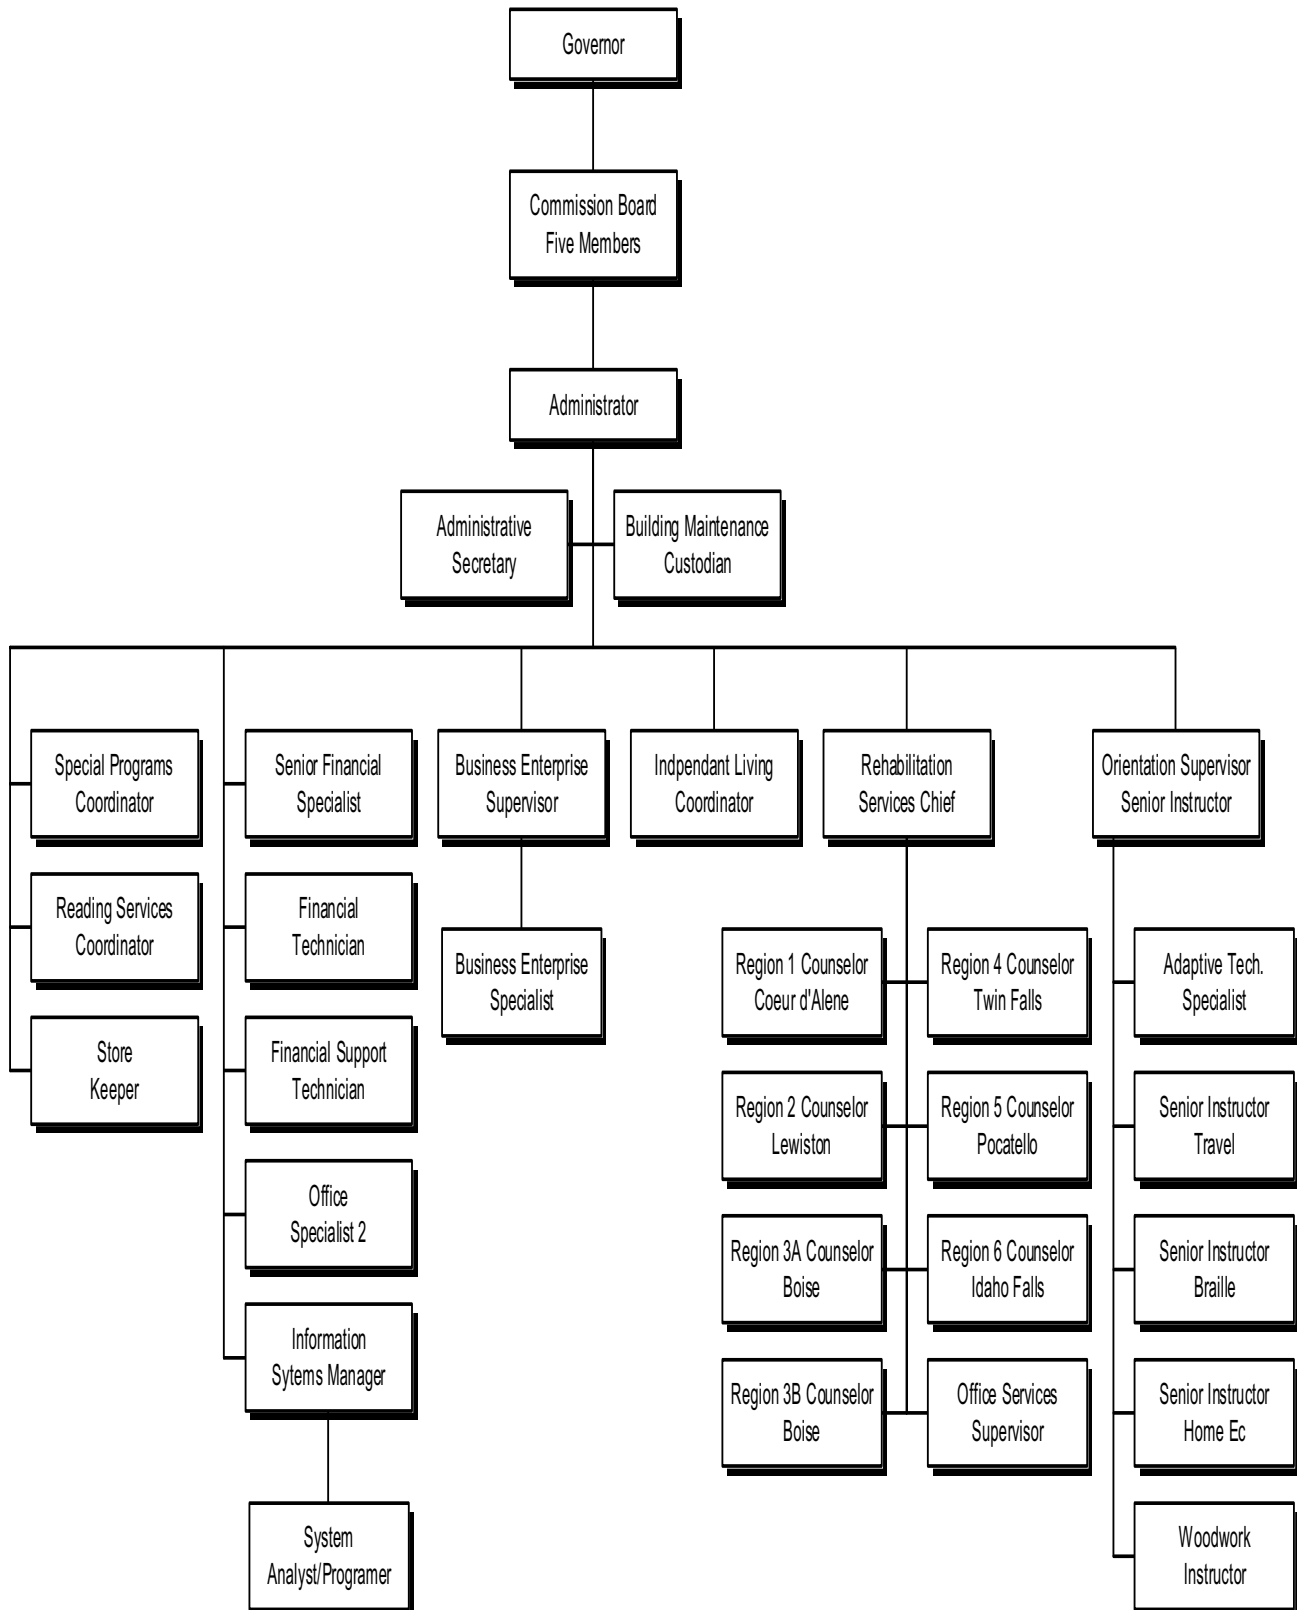 Governor
Commission Board
Five Members
Administrator
Administrative
Secretary
Building Maintenance
Custodian
Special Programs
Coordinator
Senior Financial
Specialist
Business Enterprise
Supervisor
Indpendant Living
Coordinator
Rehabilitation
Services Chief
Orientation Supervisor
Senior Instructor
Reading Services
Coordinator
Financial
Technician
Business Enterprise
Specialist
Region 1 Counselor
Coeur d'Alene
Region 4 Counselor
Twin Falls
Adaptive Tech.
Specialist
Store
Keeper
Financial Support
Technician
Region 2 Counselor
Lewiston
Region 5 Counselor
Pocatello
Senior Instructor
Travel
Office
Specialist 2
Region 3A Counselor
Boise
Region 6 Counselor
Idaho Falls
Senior Instructor
Braille
Information
Sytems Manager
Region 3B Counselor
Boise
Office Services
Supervisor
Senior Instructor
Home Ec
System
Analyst/Programer
Woodwork
Instructor